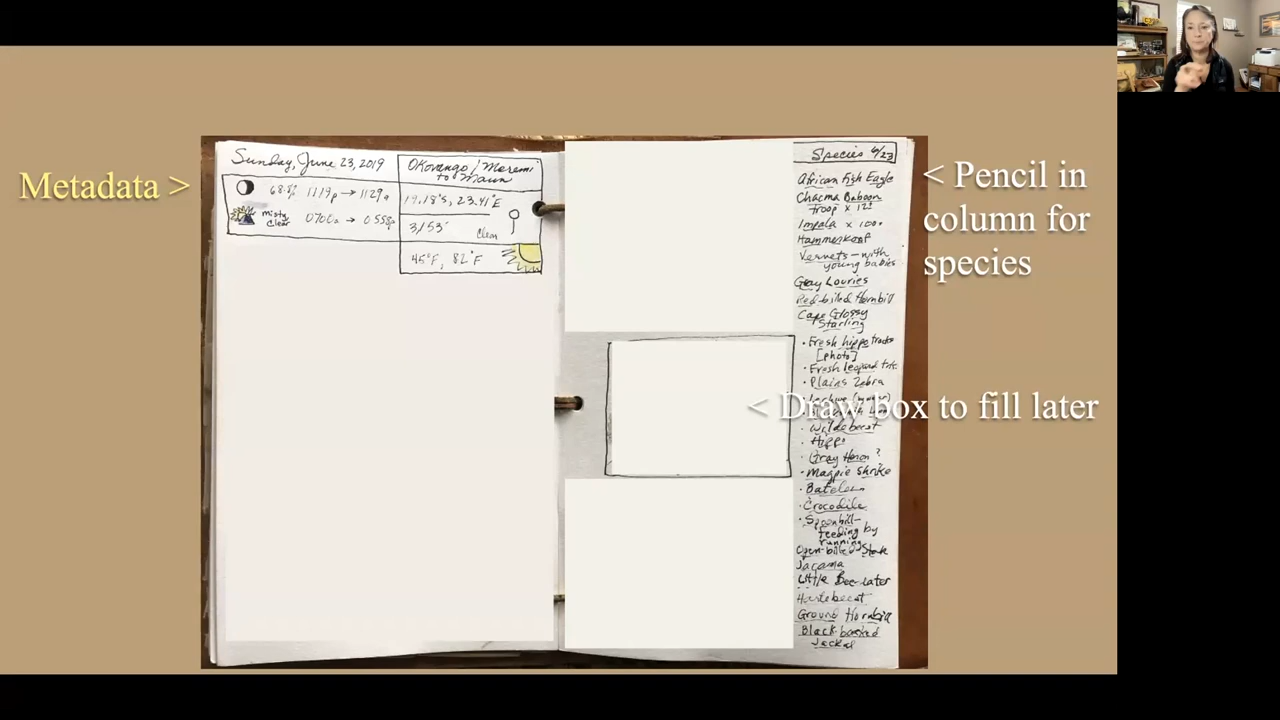 Metadata >
Sunday, June 23, 2019
68.5% 1119p → 1129a
misty
clear
0700a → 0558p
Okavango / Moremi
to Maun
19.18°S, 23.41°E
3153'
Clear
45°F, 82°F
Species 6/23
African Fish Eagle
Chacma Baboon
troop x 12
Impala x 100+
Hammerkopf
Vervets - with
young babies
Gray Louries
Red-billed Hornbill
Cape Glossy
Starling
• Fresh hippo tracks
[photo]
• Fresh leopard trk.
• Plains Zebra
• Wildebeest
• Hippo
• Gray Heron ?
• Magpie Shrike
• Bateleur
• Crocodile
• Spoonbill-
feeding by
running
Open-billed Stork
Jacana
Little Bee-eater
Hartebeest
Ground Hornbill
Black-backed
Jackal
< Pencil in
column for
species
< Draw box to fill later